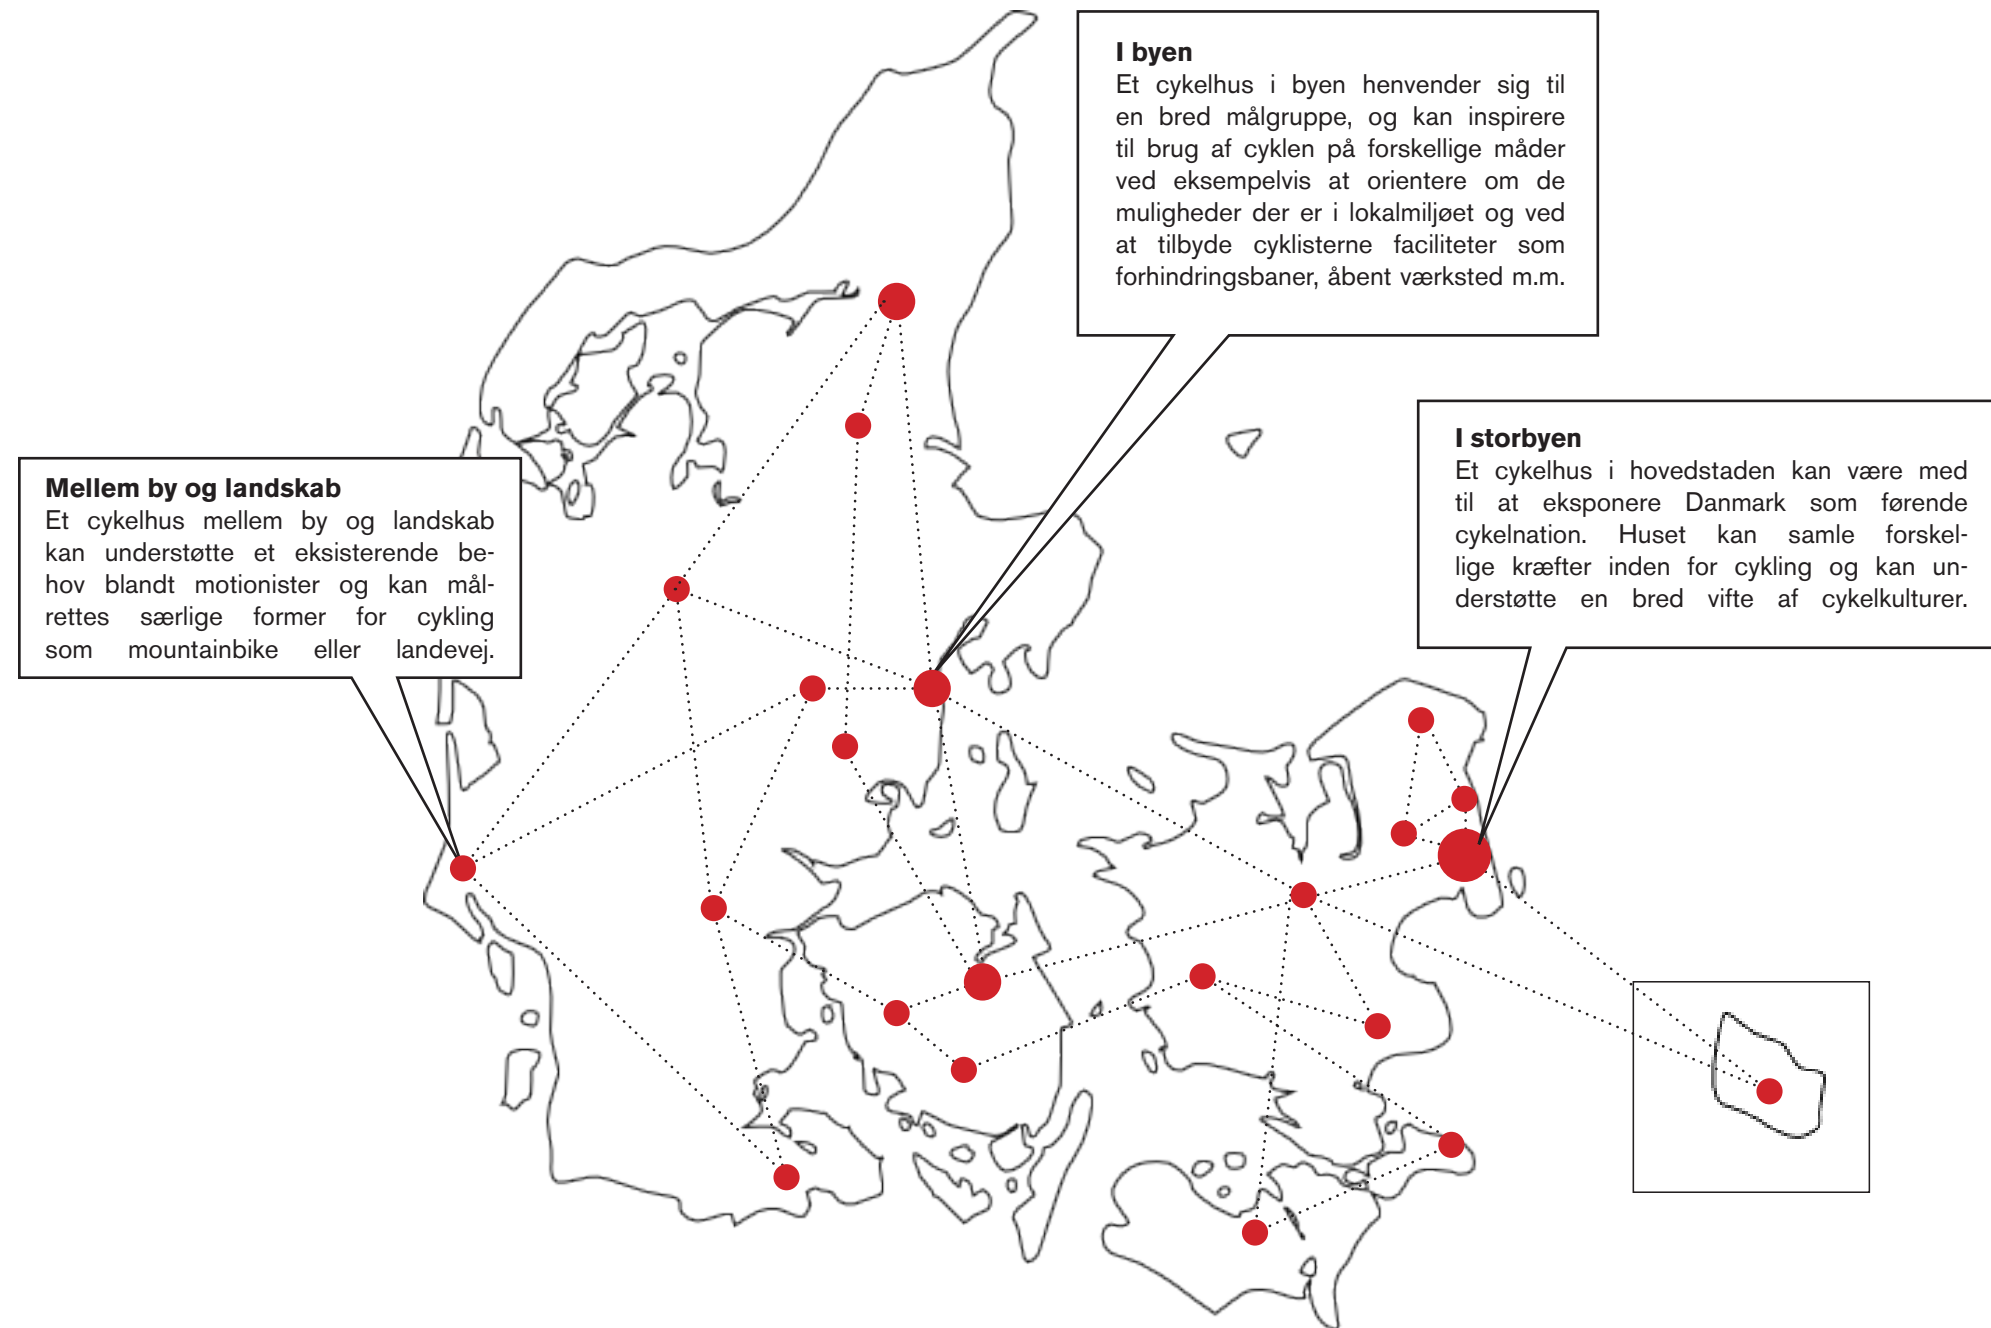 I byen
Et cykelhus i byen henvender sig til
en bred målgruppe, og kan inspirere
til brug af cyklen på forskellige måder
ved eksempelvis at orientere om de
muligheder der er i lokalmiljøet og ved
at tilbyde cyklisterne faciliteter som
forhindringsbaner, åbent værksted m.m.
I storbyen
Et cykelhus i hovedstaden kan være med
til at eksponere Danmark som førende
cykelnation. Huset kan samle forskel-
lige kræfter inden for cykling og kan un-
derstøtte en bred vifte af cykelkulturer.
Mellem by og landskab
Et cykelhus mellem by og landskab
kan understøtte et eksisterende be-
hov blandt motionister og kan mål-
rettes særlige former for cykling
som mountainbike eller landevej.